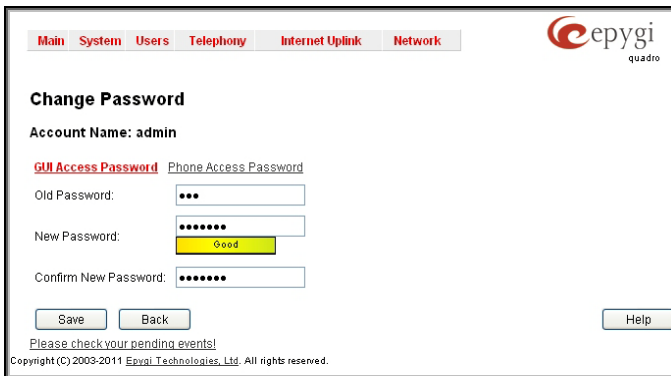 Main System Users Telephony Internet Uplink Network
epygi
quadro
Change Password
Account Name: admin
GUI Access Password Phone Access Password
Old Password: •••
New Password: •••••••
Good
Confirm New Password: •••••••
Save Back Help
Please check your pending events!
Copyright (C) 2003-2011 Epygi Technologies, Ltd. All rights reserved.